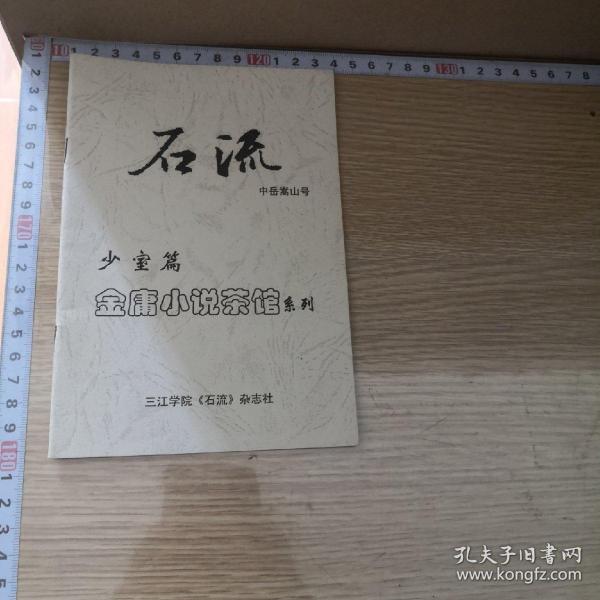 石流
中岳嵩山号
少室篇
金庸小说茶馆系列
三江学院《石流》杂志社
孔夫子旧书网
www.kongfz.com